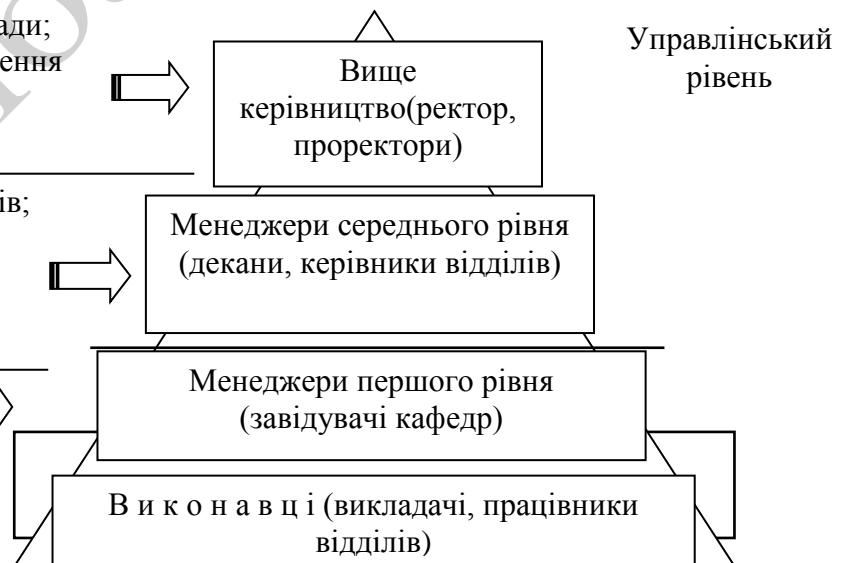 ади;
ення
Управлінський
рівень
Вище
керівництво(ректор,
проректори)
ів;
Менеджери середнього рівня
(декани, керівники відділів)
Менеджери першого рівня
(завідувачі кафедр)
В и к о н а в ц і (викладачі, працівники
відділів)